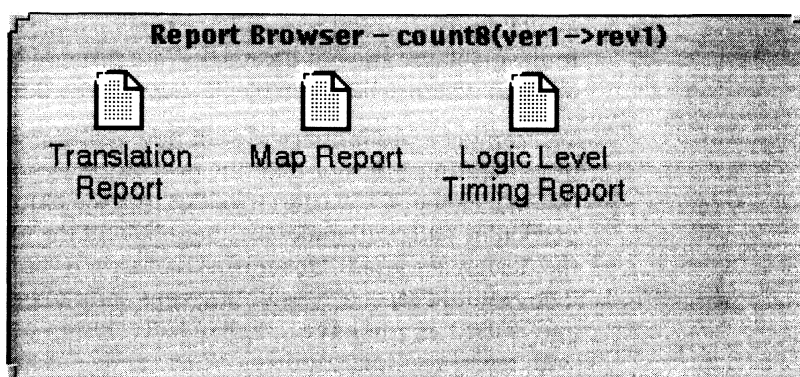 Report Browser - count8(ver1->rev1)
Translation
Report
Map Report
Logic Level
Timing Report